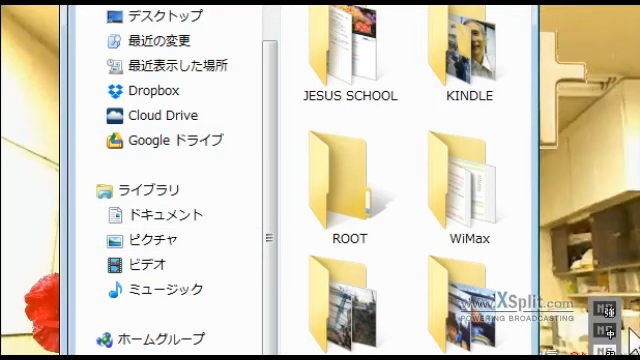 デスクトップ
最近の変更
最近表示した場所
Dropbox
Cloud Drive
Google ドライブ
ライブラリ
ドキュメント
ピクチャ
ビデオ
ミュージック
ホームグループ
JESUS SCHOOL
KINDLE
ROOT
WiMax
www.XSplit.com
POWERING BROADCASTING
強
中